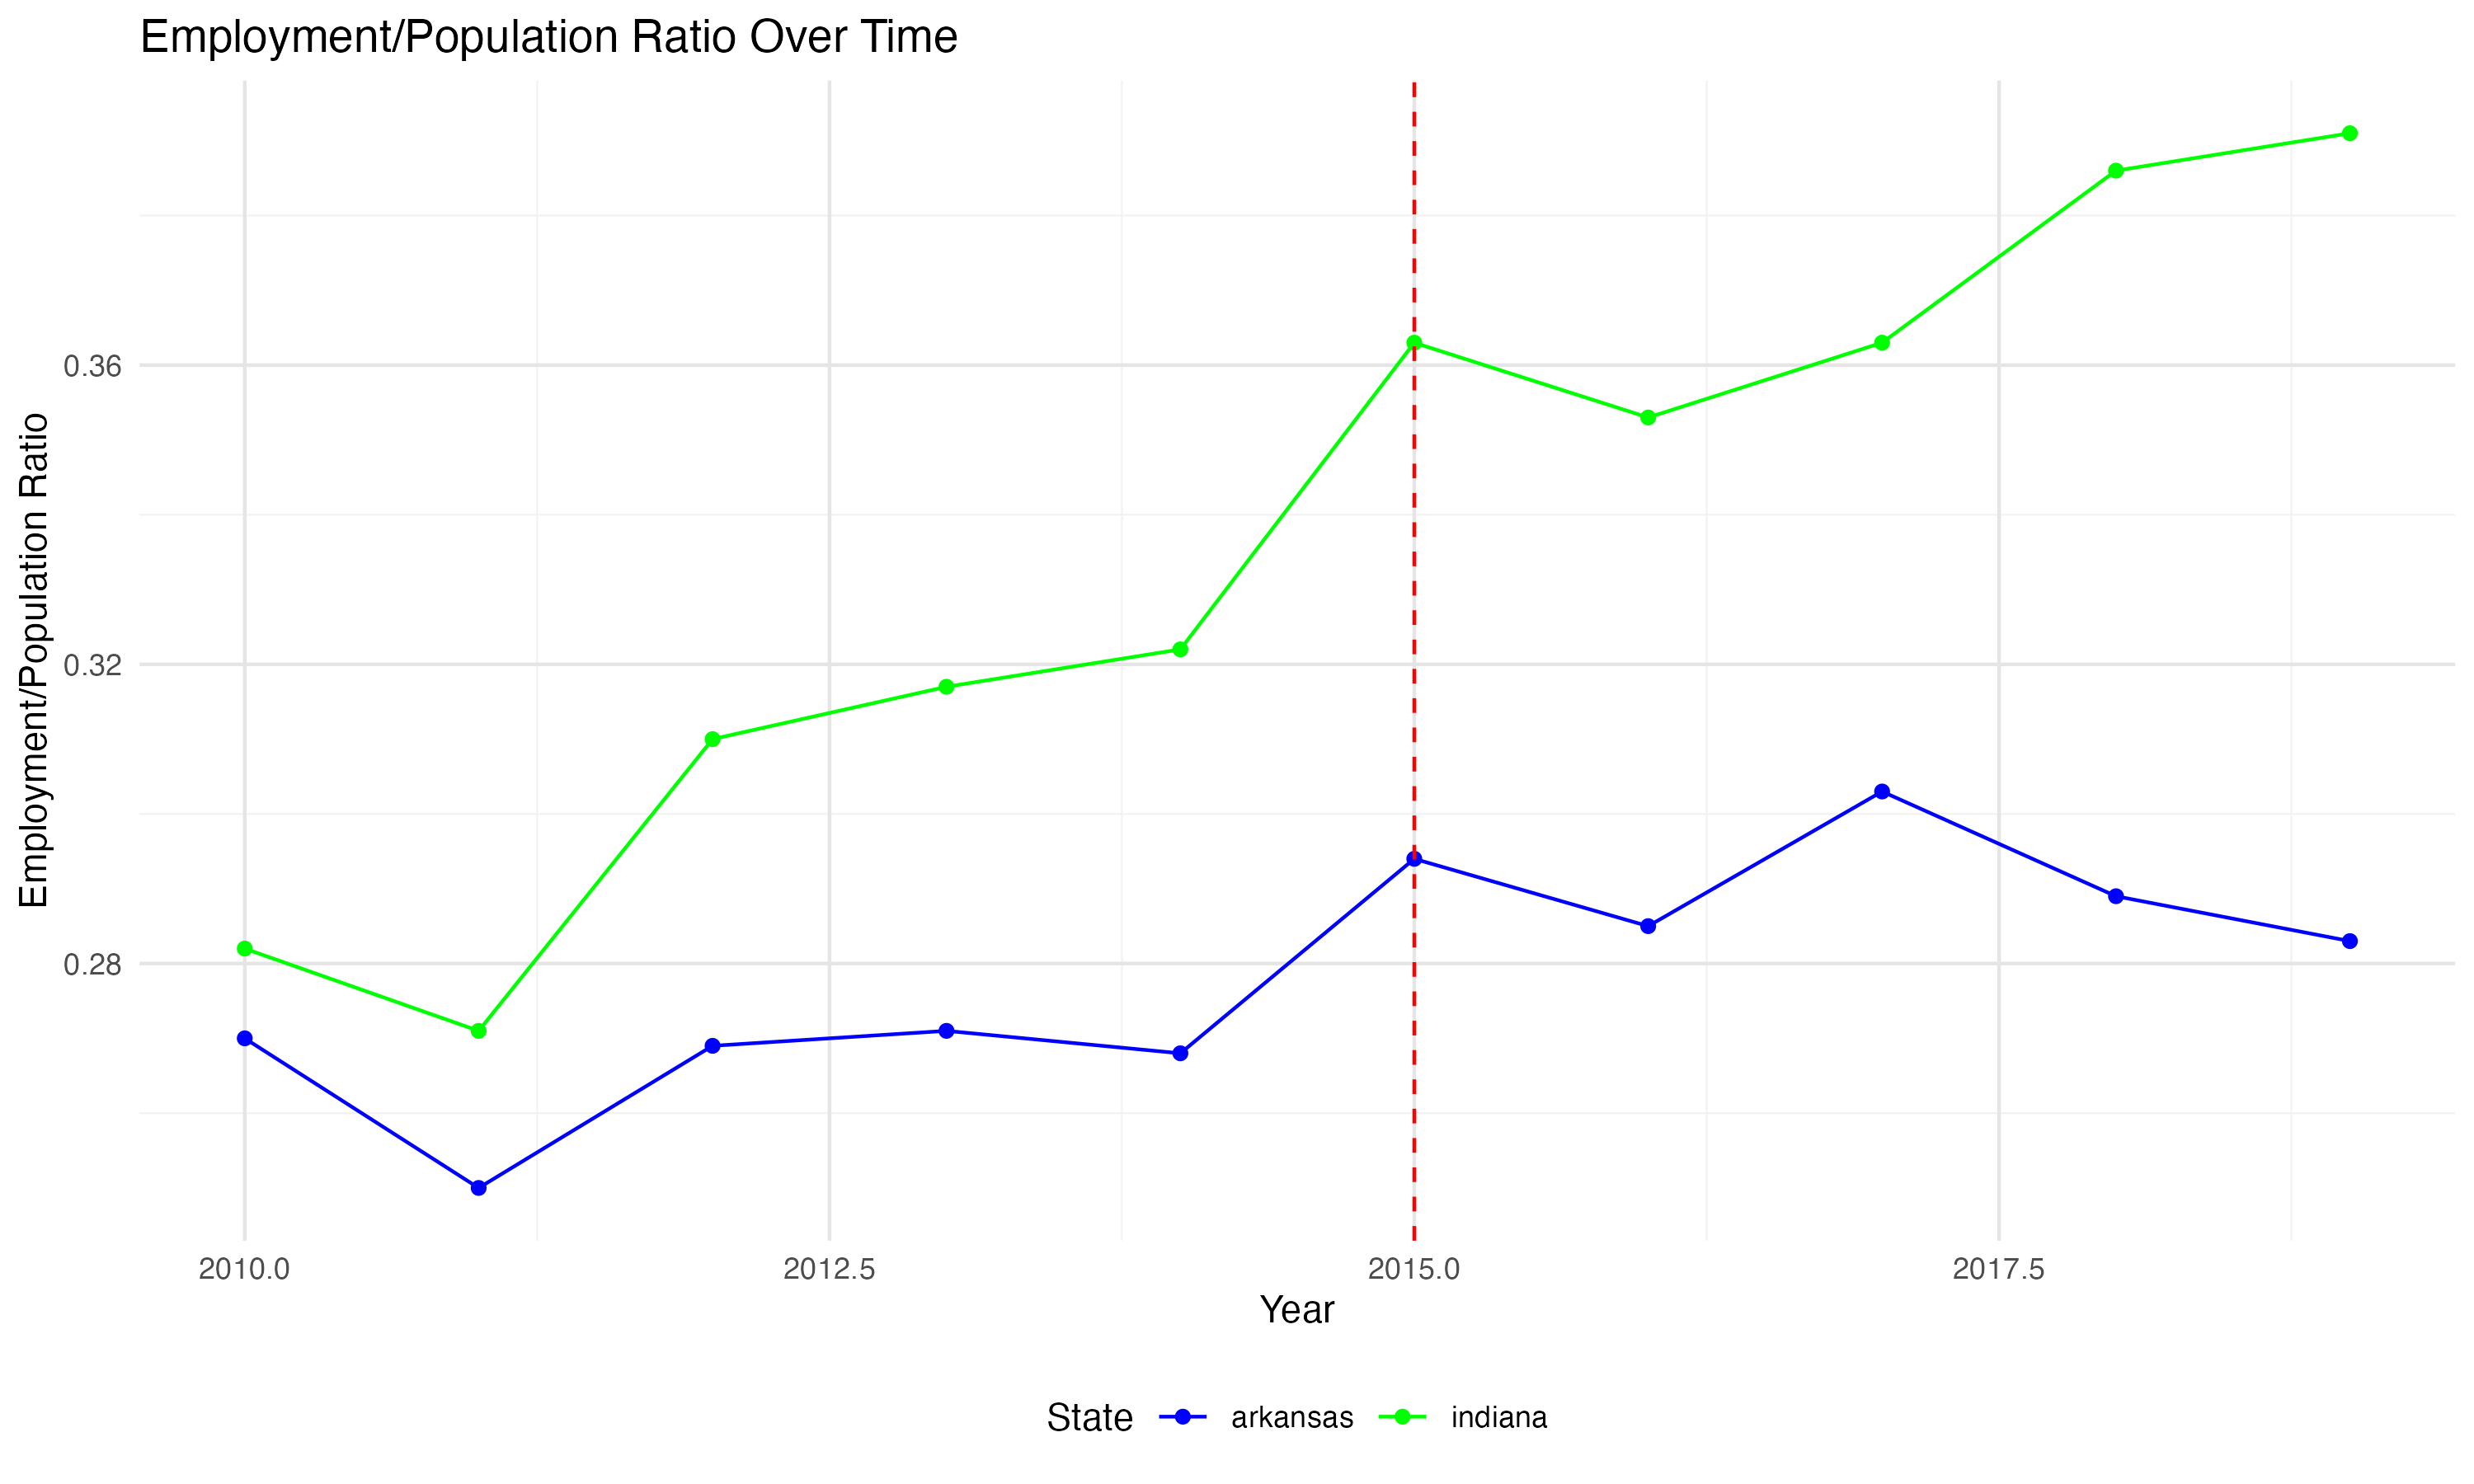 Employment/Population Ratio Over Time
Employment/Population Ratio
0.36
0.32
0.28
2010.0 2012.5 2015.0 2017.5
Year
State arkansas indiana